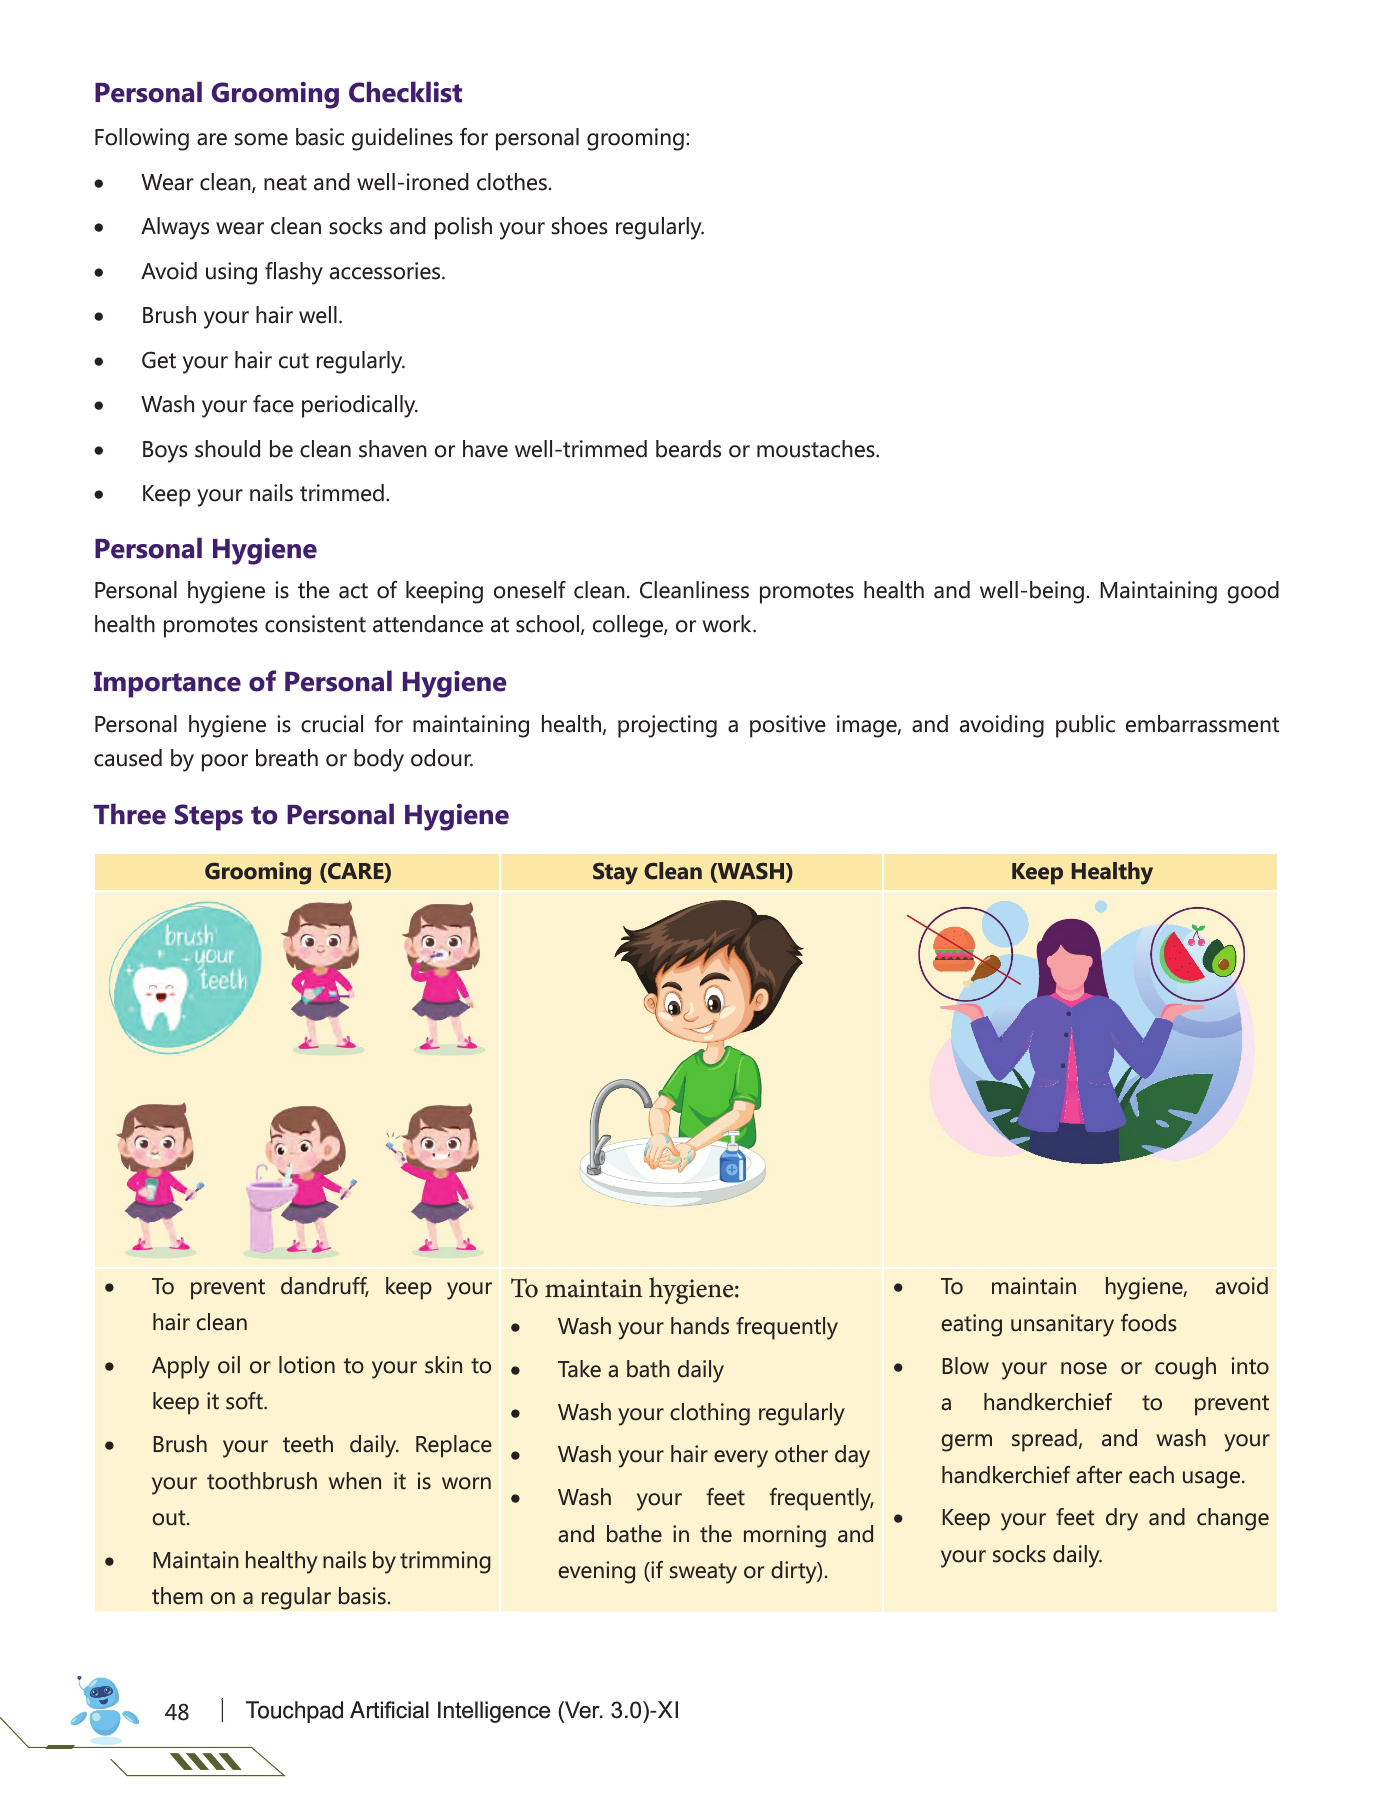 Personal Grooming Checklist
Following are some basic guidelines for personal grooming:
• Wear clean, neat and well-ironed clothes.
• Always wear clean socks and polish your shoes regularly.
• Avoid using flashy accessories.
• Brush your hair well.
• Get your hair cut regularly.
• Wash your face periodically.
• Boys should be clean shaven or have well-trimmed beards or moustaches.
• Keep your nails trimmed.
Personal Hygiene
Personal hygiene is the act of keeping oneself clean. Cleanliness promotes health and well-being. Maintaining good
health promotes consistent attendance at school, college, or work.
Importance of Personal Hygiene
Personal hygiene is crucial for maintaining health, projecting a positive image, and avoiding public embarrassment
caused by poor breath or body odour.
Three Steps to Personal Hygiene
Grooming (CARE)
brush
your
teeth
• To prevent dandruff, keep your
hair clean
• Apply oil or lotion to your skin to
keep it soft.
• Brush your teeth daily. Replace
your toothbrush when it is worn
out.
• Maintain healthy nails by trimming
them on a regular basis.
Stay Clean (WASH)
To maintain hygiene:
• Wash your hands frequently
• Take a bath daily
• Wash your clothing regularly
• Wash your hair every other day
• Wash your feet frequently,
and bathe in the morning and
evening (if sweaty or dirty).
Keep Healthy
• To maintain hygiene, avoid
eating unsanitary foods
• Blow your nose or cough into
a handkerchief to prevent
germ spread, and wash your
handkerchief after each usage.
• Keep your feet dry and change
your socks daily.
48 | Touchpad Artificial Intelligence (Ver. 3.0)-XI